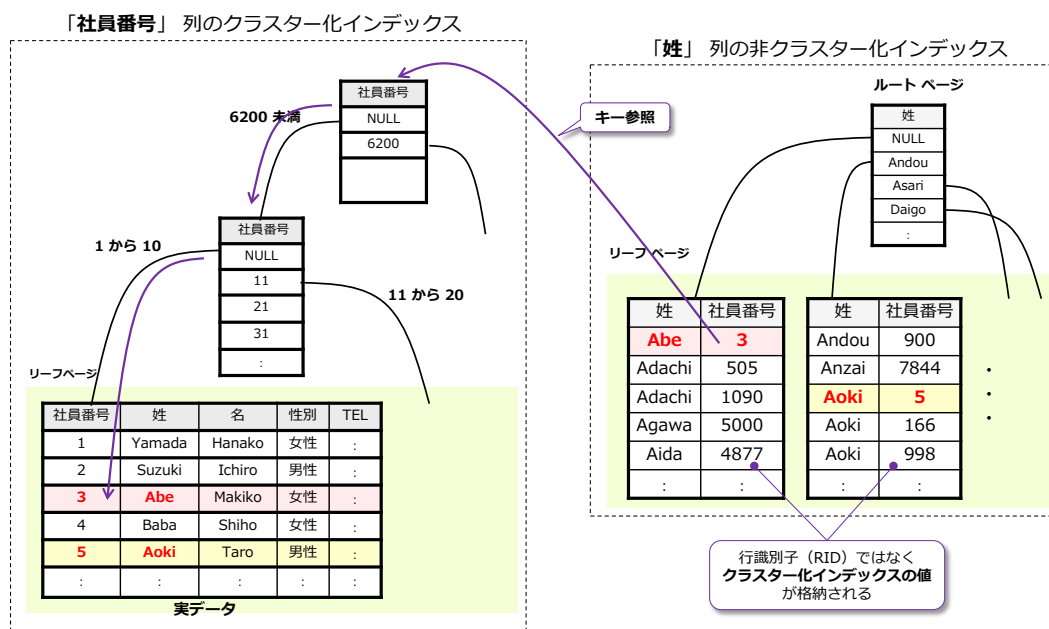 「社員番号」 列のクラスター化インデックス
社員番号
NULL
6200
6200 未満
社員番号
NULL
11
21
31
:
1 から 10
11 から 20
リーフページ
社員番号 姓 名 性別 TEL
1 Yamada Hanako 女性 :
2 Suzuki Ichiro 男性 :
3 Abe Makiko 女性 :
4 Baba Shiho 女性 :
5 Aoki Taro 男性 :
: : : : :
実データ
キー参照
「姓」 列の非クラスター化インデックス
ルート ページ
姓
NULL
Andou
Asari
Daigo
:
リーフ ページ
姓 社員番号
Abe 3
Adachi 505
Adachi 1090
Agawa 5000
Aida 4877
: :
姓 社員番号
Andou 900
Anzai 7844
Aoki 5
Aoki 166
Aoki 998
: :
・
・
・
行識別子（RID）ではなく
クラスター化インデックスの値
が格納される